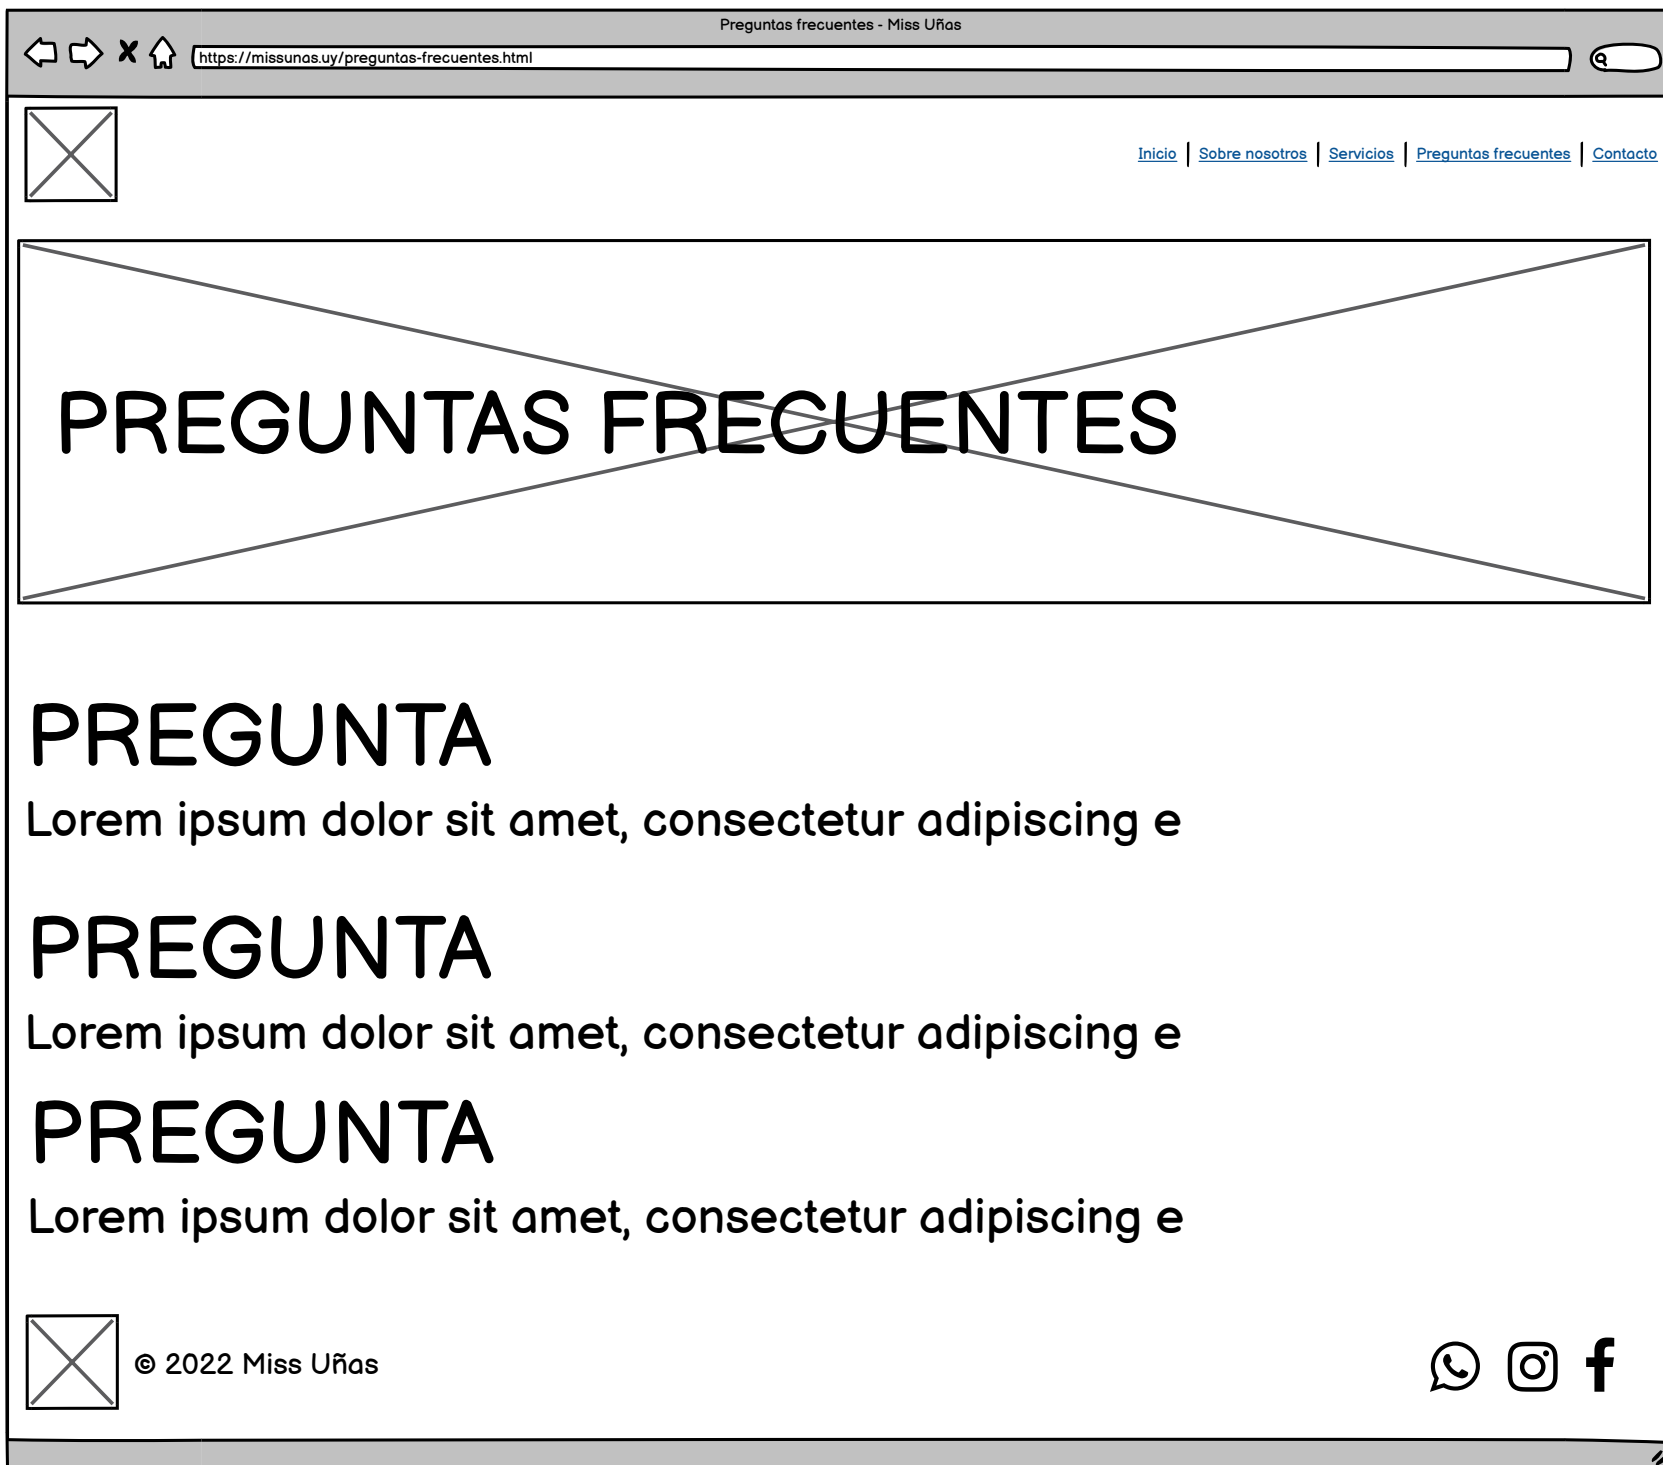 Preguntas frecuentes - Miss Uñas
https://missunas.uy/preguntas-frecuentes.html
Inicio | Sobre nosotros | Servicios | Preguntas frecuentes | Contacto
PREGUNTAS FRECUENTES
PREGUNTA
Lorem ipsum dolor sit amet, consectetur adipiscing e
PREGUNTA
Lorem ipsum dolor sit amet, consectetur adipiscing e
PREGUNTA
Lorem ipsum dolor sit amet, consectetur adipiscing e
© 2022 Miss Uñas